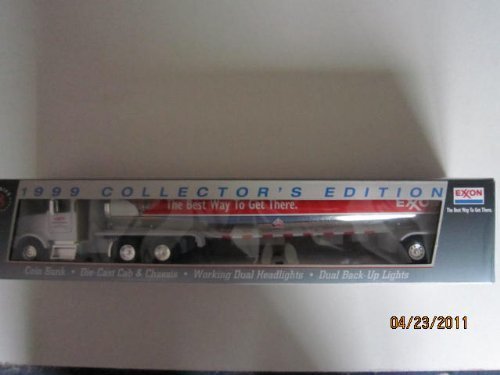 1999 COLLECTOR'S EDITION
EXXON
The Best Way To Get There.
The Best Way To Get There.
EXXON
Coin Bank • Die-Cast Cab & Chassis • Working Dual Headlights • Dual Back-Up Lights
04/23/2011